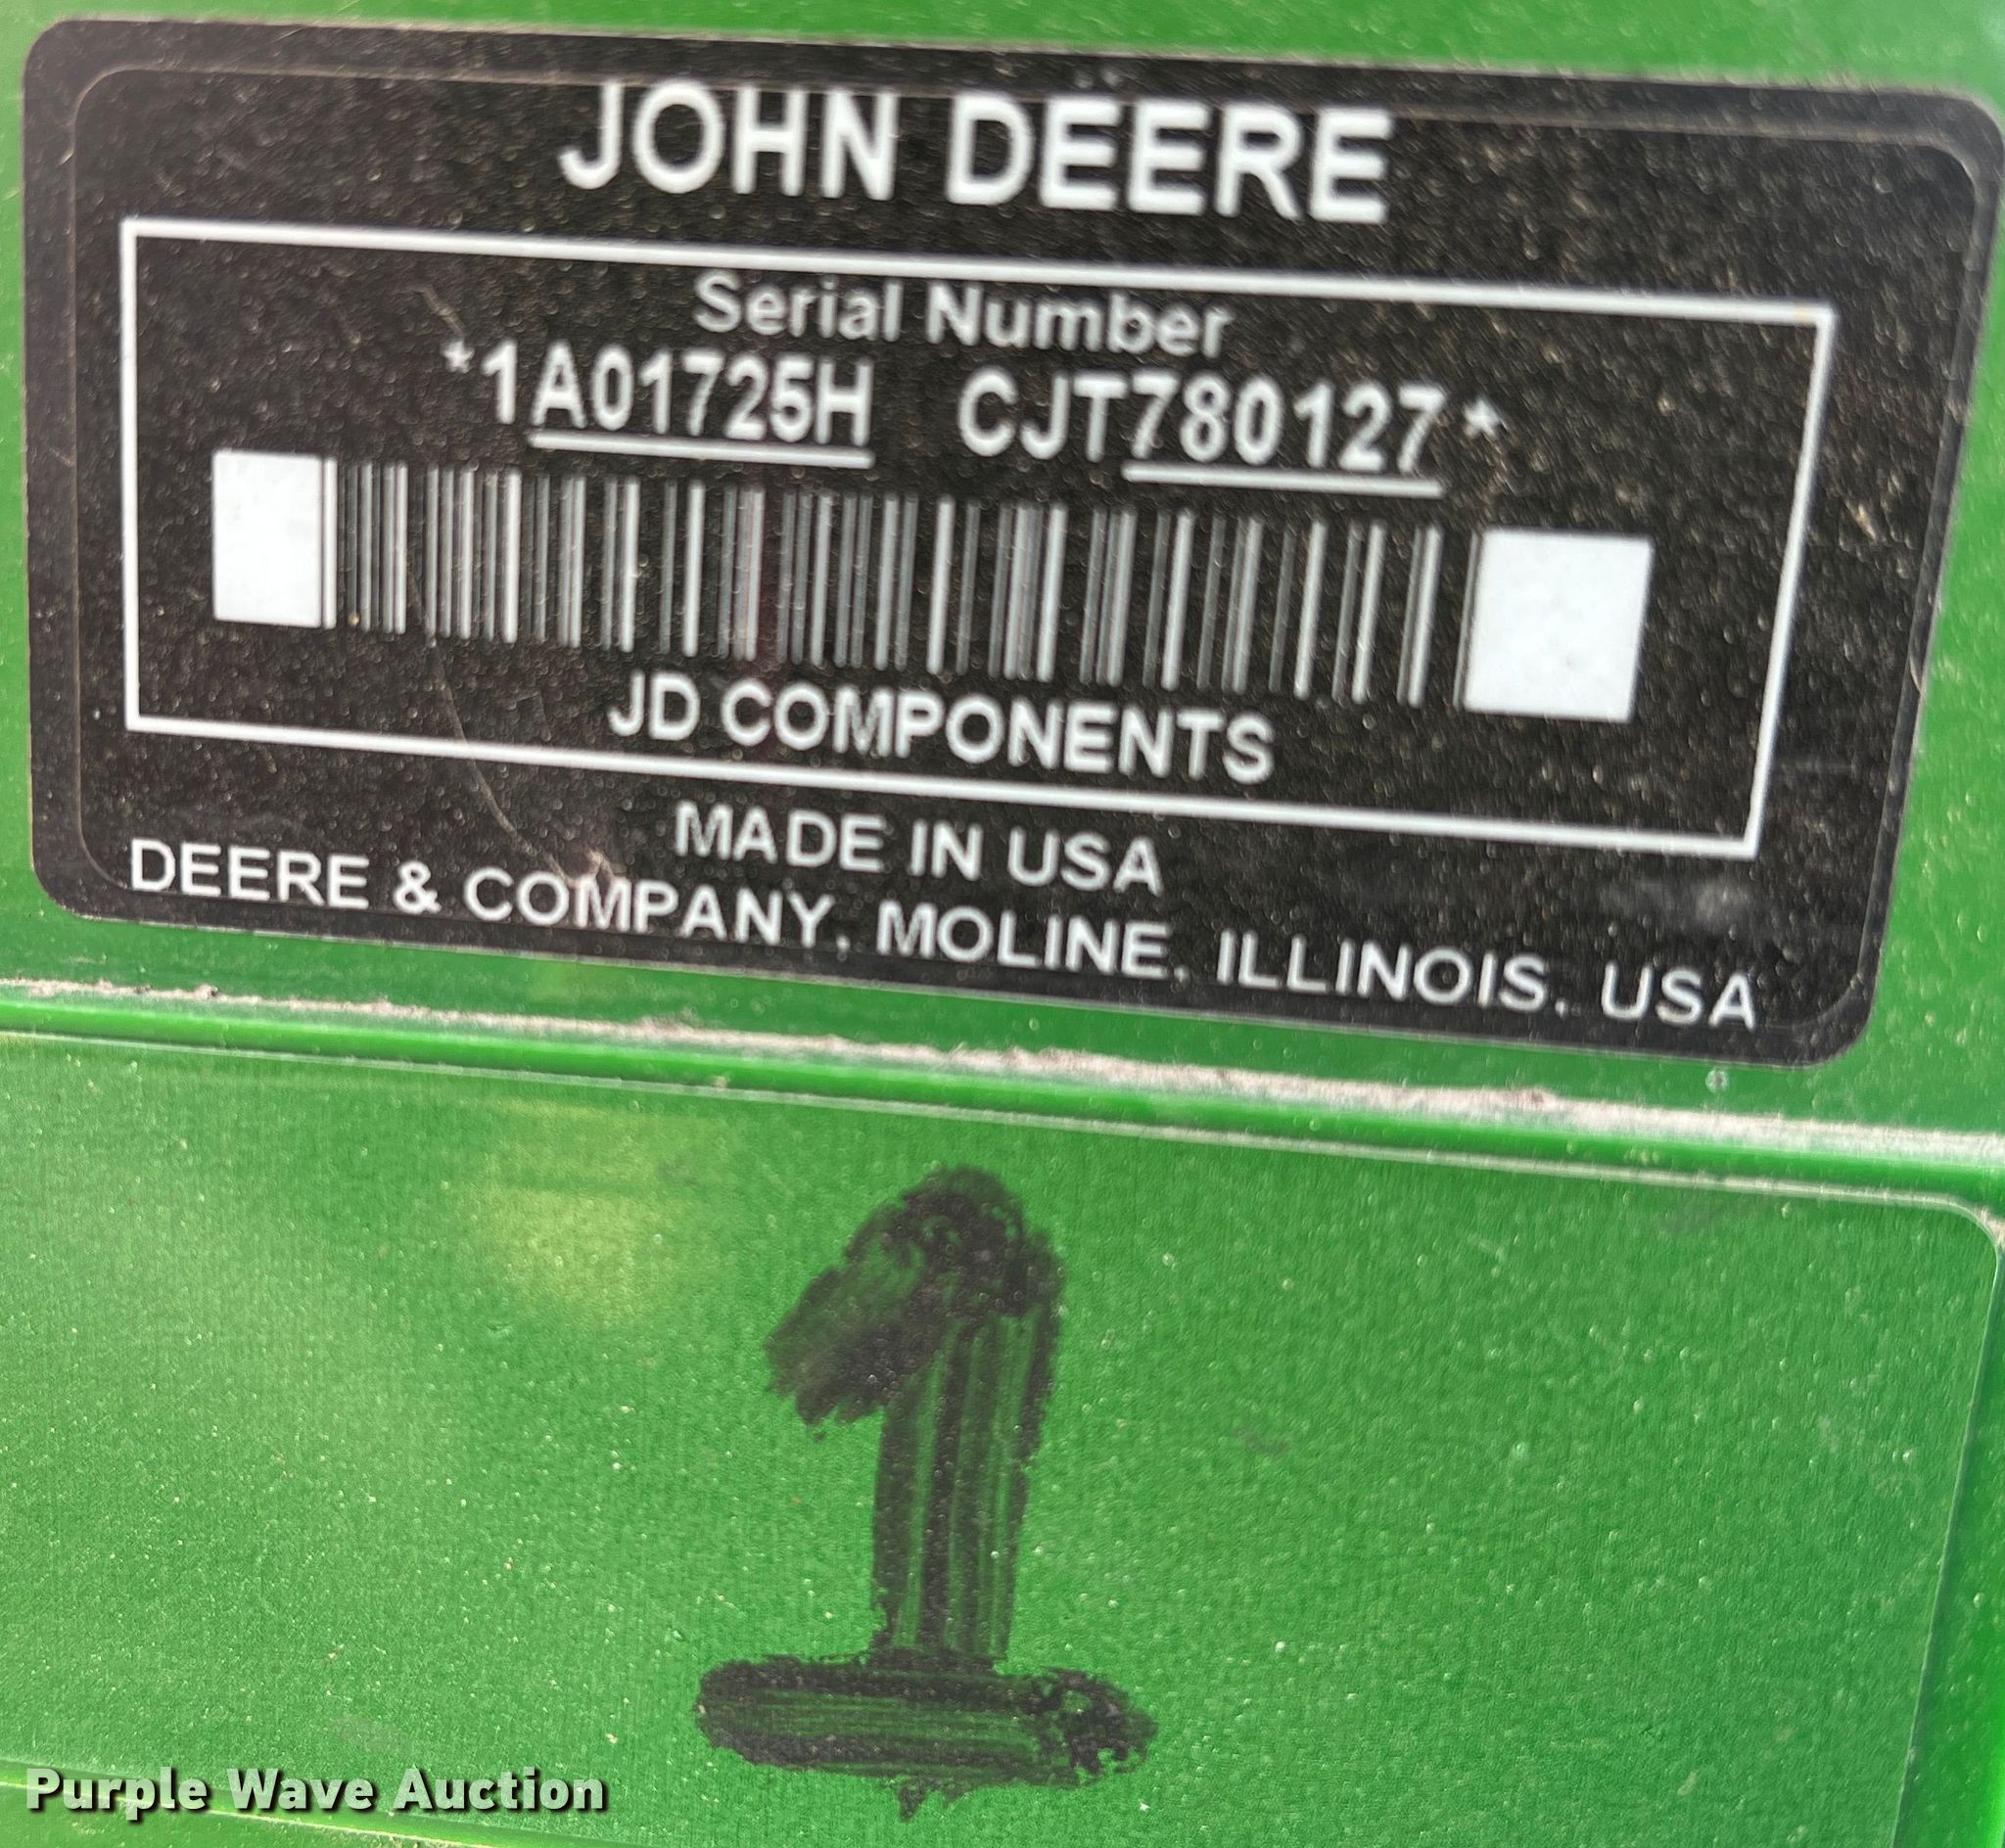 JOHN DEERE
Serial Number
*1A01725H CJT780127*
JD COMPONENTS
MADE IN USA
DEERE & COMPANY, MOLINE, ILLINOIS, USA
1
Purple Wave Auction